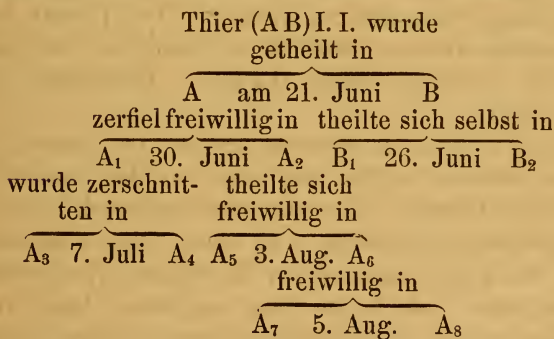 Thier (A B) I. I. wurde
getheilt in
A am 21. Juni B
zerfiel freiwillig in theilte sich selbst in
A₁ 30. Juni A₂ B₁ 26. Juni B₂
wurde zerschnit- theilte sich
ten in freiwillig in
A₃ 7. Juli A₄ A₅ 3. Aug. A₆
freiwillig in
A₇ 5. Aug. A₈